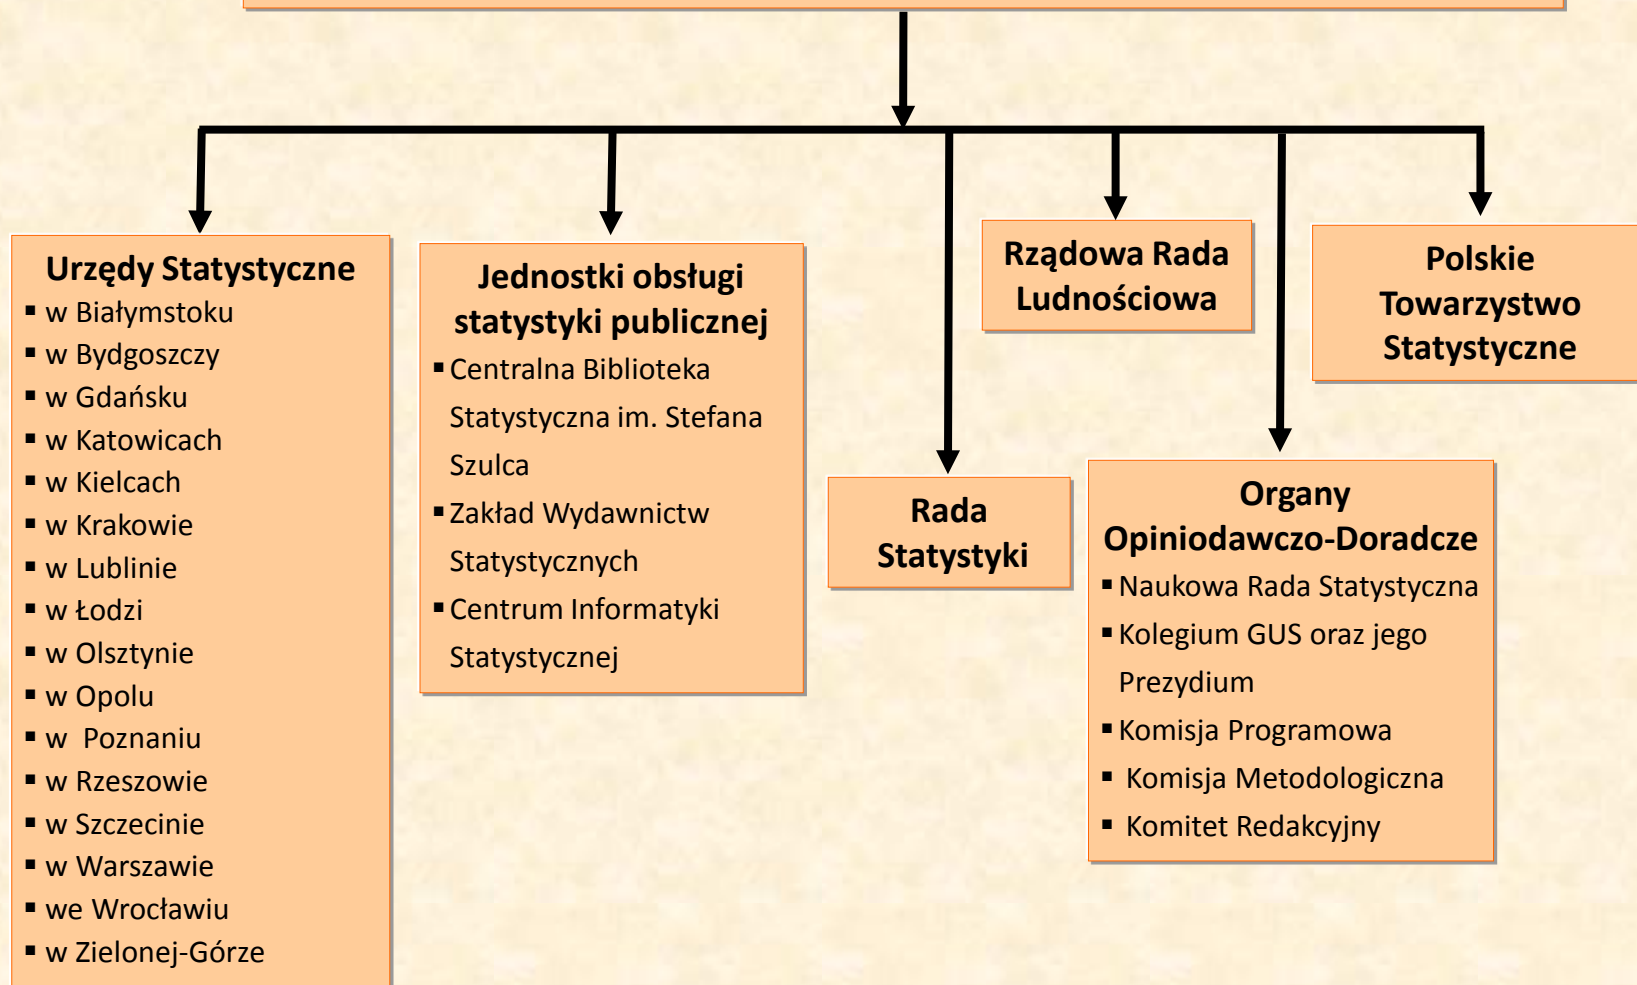 Urzędy Statystyczne
▪ w Białymstoku
▪ w Bydgoszczy
▪ w Gdańsku
▪ w Katowicach
▪ w Kielcach
▪ w Krakowie
▪ w Lublinie
▪ w Łodzi
▪ w Olsztynie
▪ w Opolu
▪ w  Poznaniu
▪ w Rzeszowie
▪ w Szczecinie
▪ w Warszawie
▪ we Wrocławiu
▪ w Zielonej-Górze
Jednostki obsługi
statystyki publicznej
▪ Centralna Biblioteka
Statystyczna im. Stefana
Szulca
▪ Zakład Wydawnictw
Statystycznych
▪ Centrum Informatyki
Statystycznej
Rada
Statystyki
Rządowa Rada
Ludnościowa
Organy
Opiniodawczo-Doradcze
▪ Naukowa Rada Statystyczna
▪ Kolegium GUS oraz jego
Prezydium
▪ Komisja Programowa
▪ Komisja Metodologiczna
▪ Komitet Redakcyjny
Polskie
Towarzystwo
Statystyczne